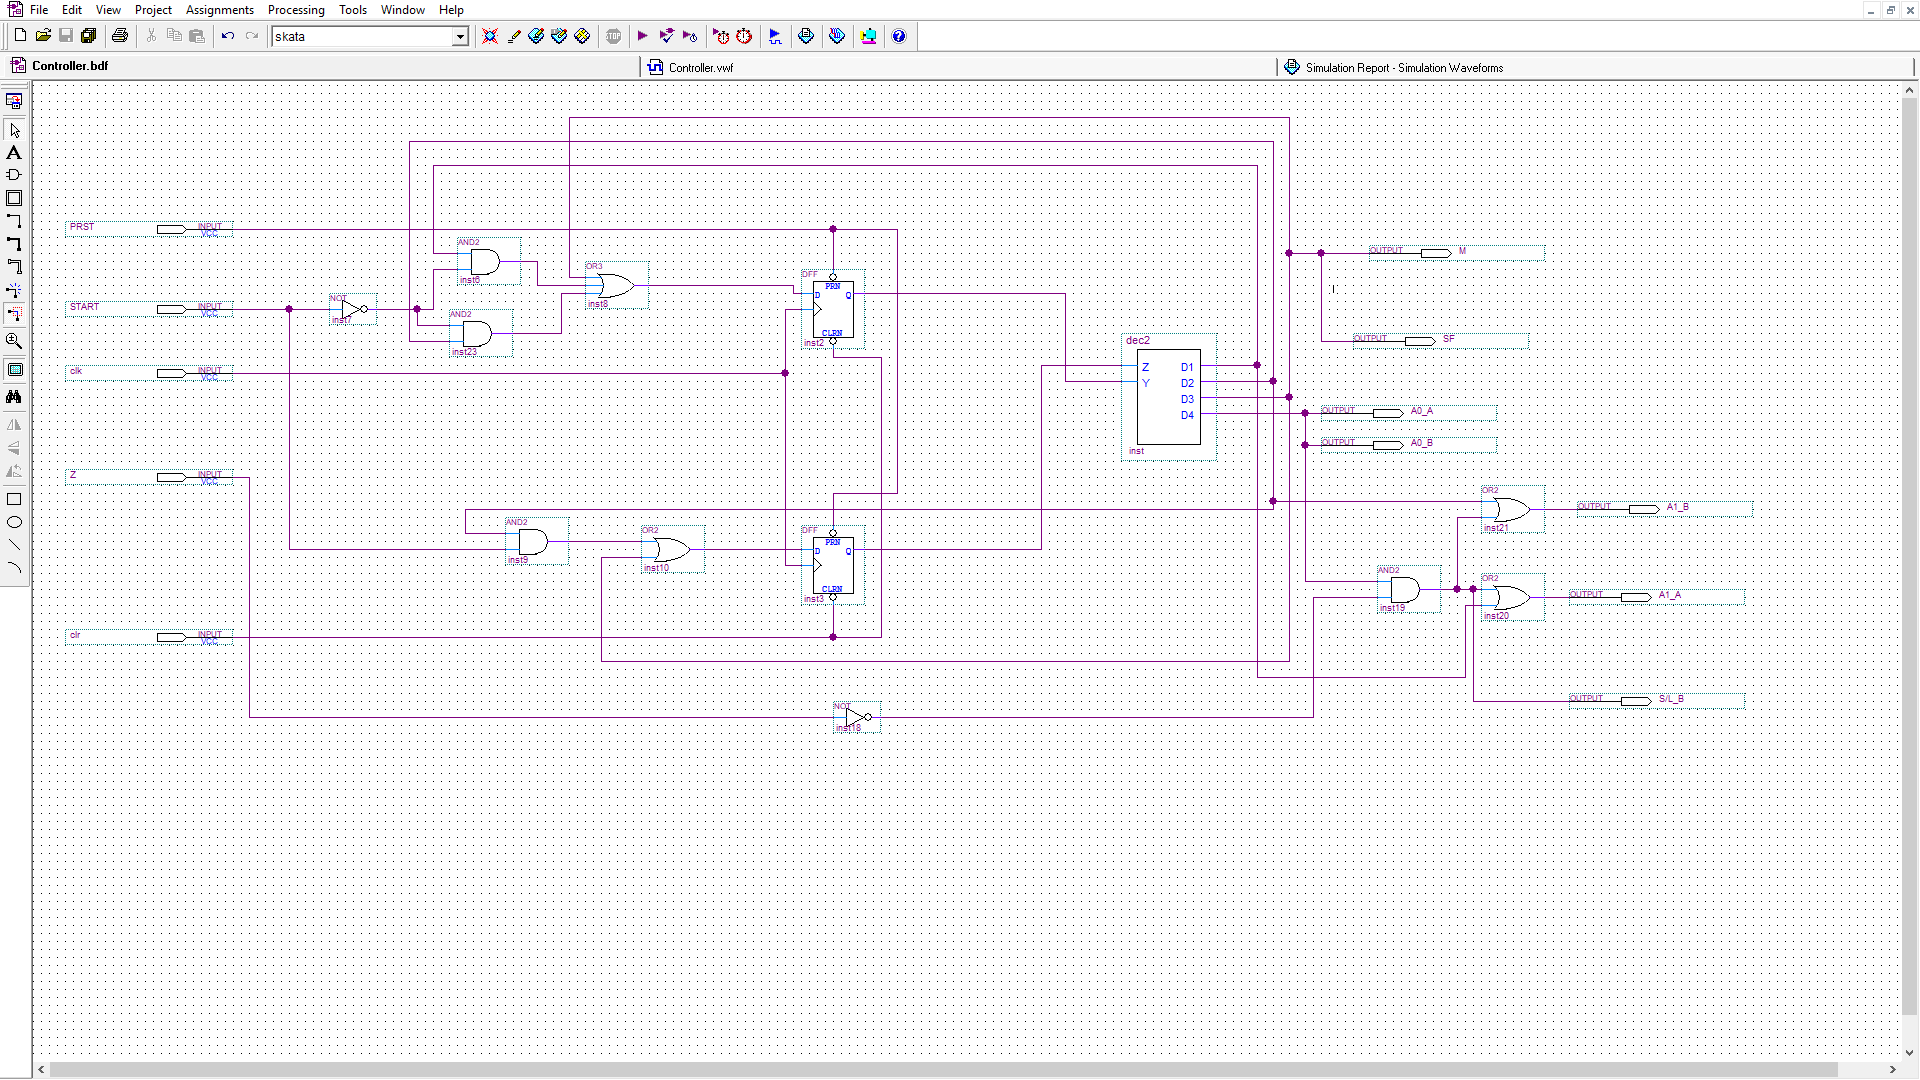 File Edit View Project Assignments Processing Tools Window Help
skata
STOP
Controller.bdf
Controller.vwf
Simulation Report - Simulation Waveforms
PRST INPUT VCC
AND2
inst6
OR3
inst8
DFF
PRN
D Q
CLRN
inst2
OUTPUT M
START INPUT VCC
NOT
inst7
AND2
inst23
OUTPUT SF
clk INPUT VCC
dec2
Z D1
Y D2
D3
D4
inst
OUTPUT A0_A
OUTPUT A0_B
Z INPUT VCC
OR2
inst21
OUTPUT A1_B
AND2
inst9
OR2
inst10
DFF
PRN
D Q
CLRN
inst3
AND2
inst19
OR2
inst20
OUTPUT A1_A
clr INPUT VCC
NOT
inst18
OUTPUT S/L_B